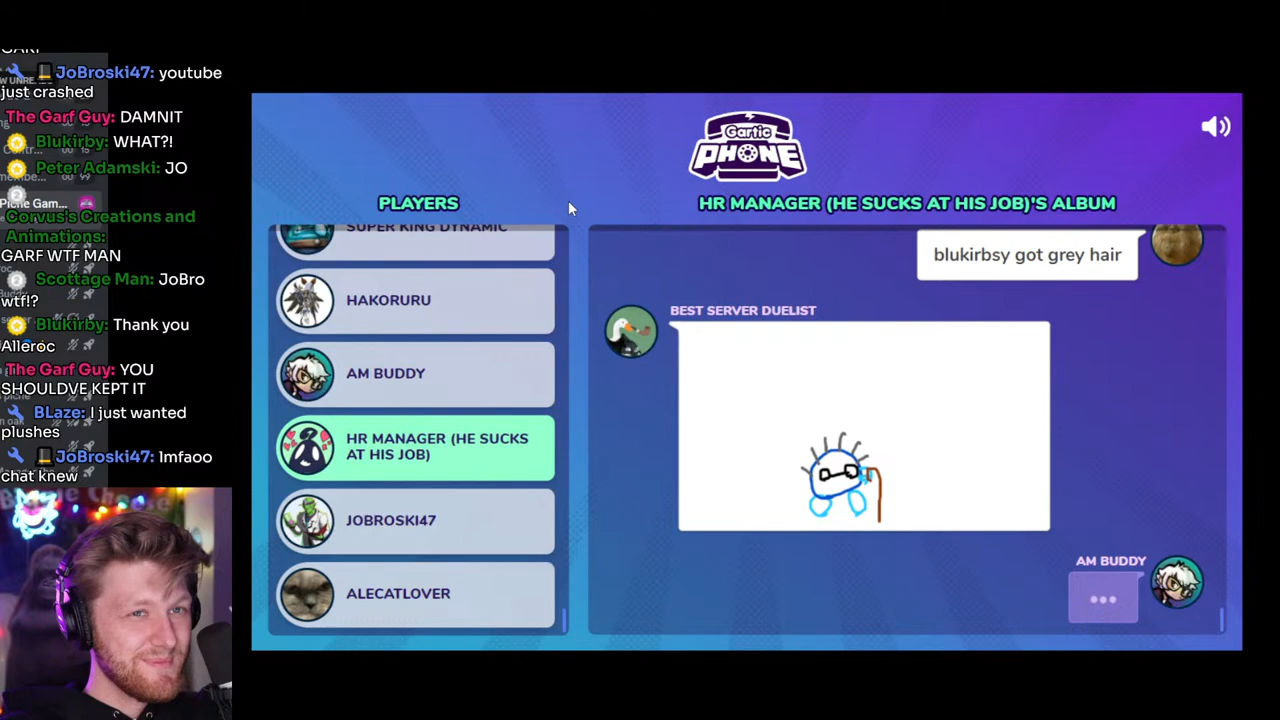 JoBroski47: youtube
just crashed
The Garf Guy: DAMNIT
Blukirby: WHAT?!
Peter Adamski: JO
Corvus's Creations and
Animations:
GARF WTF MAN
Scottage Man: JoBro
wtf!?
Blukirby: Thank you
Alleroc
The Garf Guy: YOU
SHOULDVE KEPT IT
BLaze: I just wanted
plushes
JoBroski47: lmfaoo
chat knew
Gartic
PHONE
PLAYERS
SUPER KING DYNAMIC
HAKORURU
AM BUDDY
HR MANAGER (HE SUCKS
AT HIS JOB)
JOBROSKI47
ALECATLOVER
HR MANAGER (HE SUCKS AT HIS JOB)'S ALBUM
blukirbsy got grey hair
BEST SERVER DUELIST
AM BUDDY
...